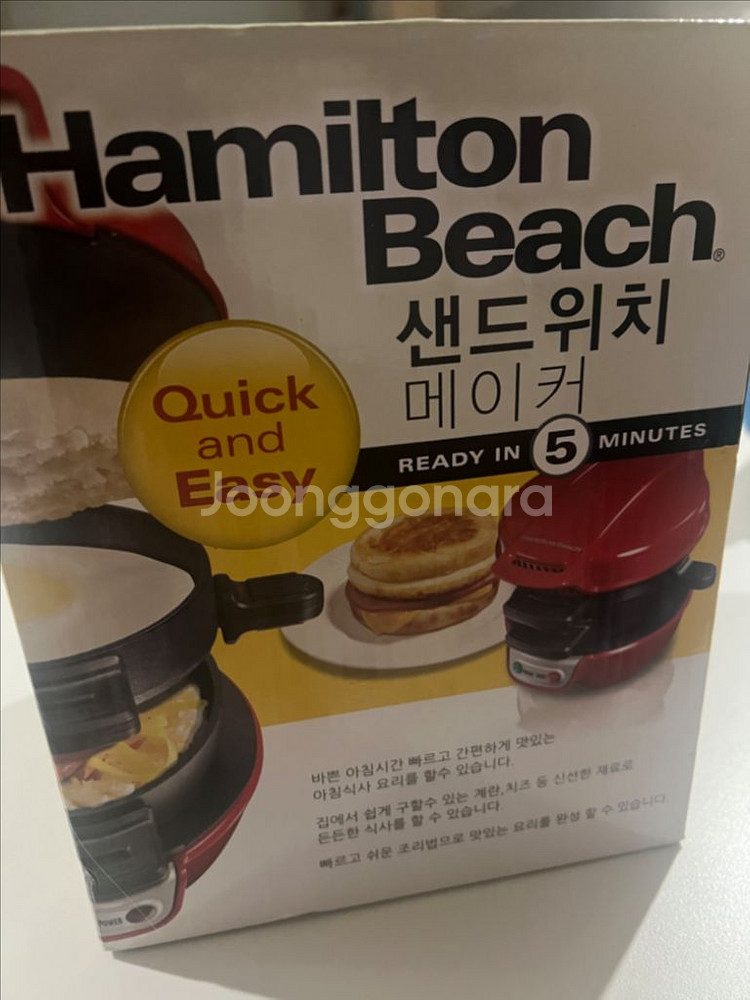 Hamilton
Beach®
샌드위치
메이커
READY IN 5 MINUTES
Quick
and
Easy
Joonggonara
바쁜 아침시간 빠르고 간편하게 맛있는
아침식사 요리를 할수 있습니다.
집에서 쉽게 구할수 있는 계란,치즈 등 신선한 재료로
든든한 식사를 할 수 있습니다.
빠르고 쉬운 조리법으로 맛있는 요리를 완성 할 수 있습니다.
POWER